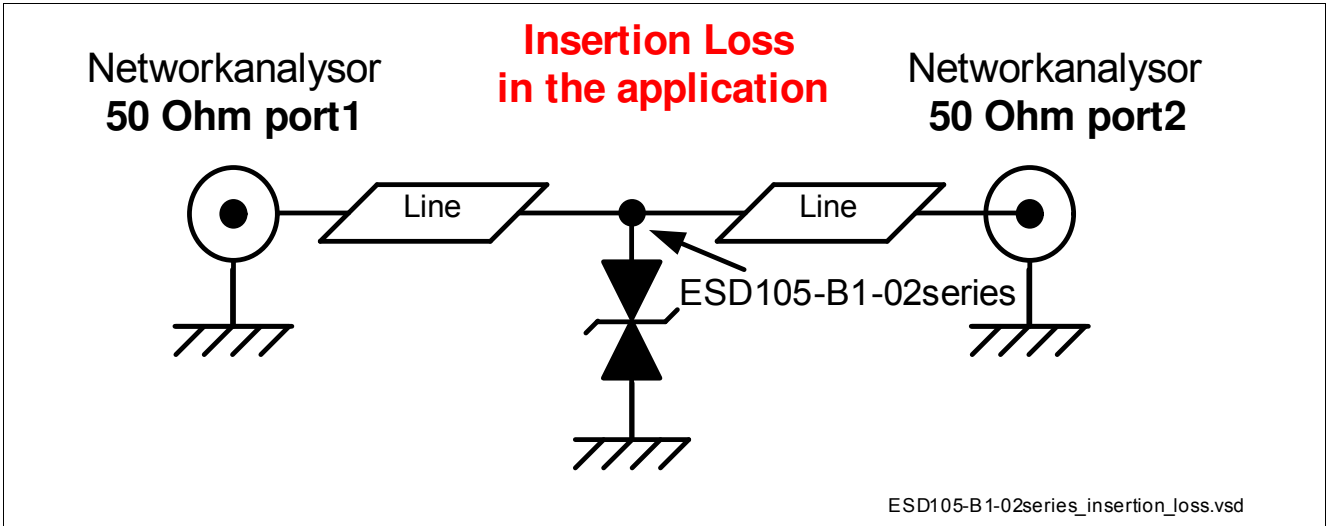 Insertion Loss
in the application
Networkanalysor
50 Ohm port1
Networkanalysor
50 Ohm port2
Line
Line
ESD105-B1-02series
ESD105-B1-02series_insertion_loss.vsd